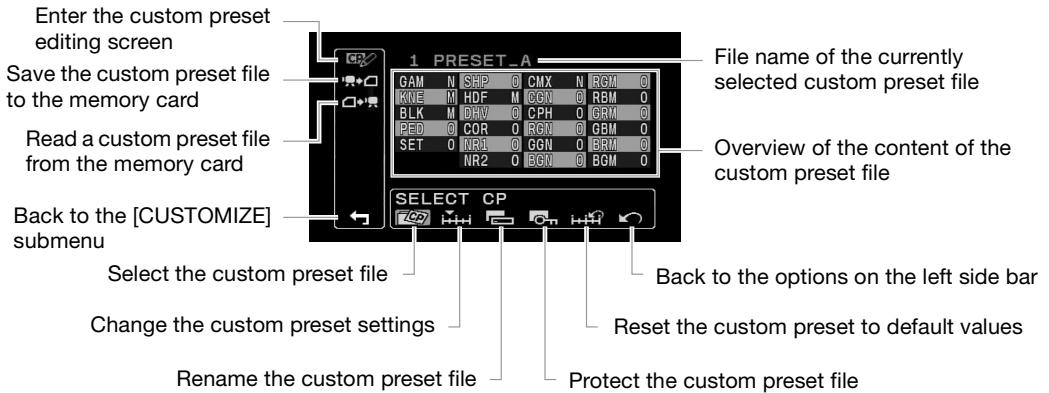 Enter the custom preset
editing screen
Save the custom preset file
to the memory card
Read a custom preset file
from the memory card
Back to the [CUSTOMIZE]
submenu
CP
1 PRESET_A
GAM N SHP 0 CMX N RGM 0
KNE M HDF M CGN 0 RBM 0
BLK M DHV 0 CPH 0 GRM 0
PED 0 COR 0 RGN 0 GBM 0
SET 0 NR1 0 GGN 0 BRM 0
NR2 0 BGN 0 BGM 0
SELECT CP
CP
File name of the currently
selected custom preset file
Overview of the content of the
custom preset file
Select the custom preset file
Back to the options on the left side bar
Change the custom preset settings
Reset the custom preset to default values
Rename the custom preset file
Protect the custom preset file